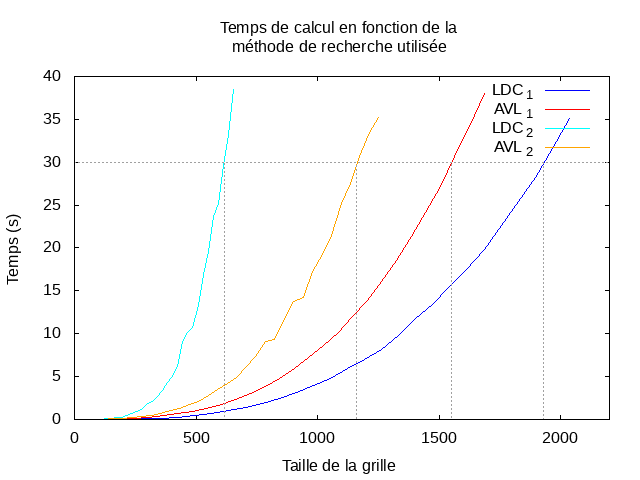 Temps de calcul en fonction de la
méthode de recherche utilisée
LDC 1
AVL 1
LDC 2
AVL 2
40
35
30
25
20
15
10
5
0
Temps (s)
0 500 1000 1500 2000
Taille de la grille